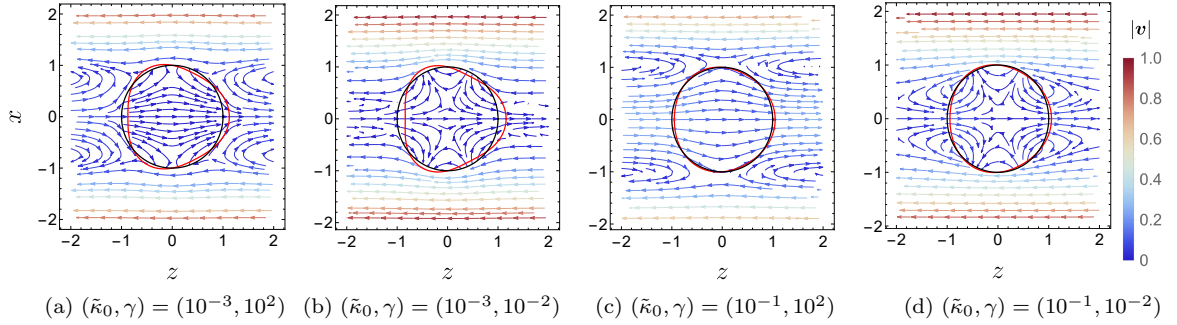 |v|
2 2 2 2 1.0
1 1 1 1 0.8
x 0 0 0 0 0.6
-1 -1 -1 -1 0.4
-2 -2 -2 -2 0.2
0
-2 -1 0 1 2 -2 -1 0 1 2 -2 -1 0 1 2 -2 -1 0 1 2
z z z z
(a) (κ̃₀, γ) = (10⁻³, 10²) (b) (κ̃₀, γ) = (10⁻³, 10⁻²) (c) (κ̃₀, γ) = (10⁻¹, 10²) (d) (κ̃₀, γ) = (10⁻¹, 10⁻²)